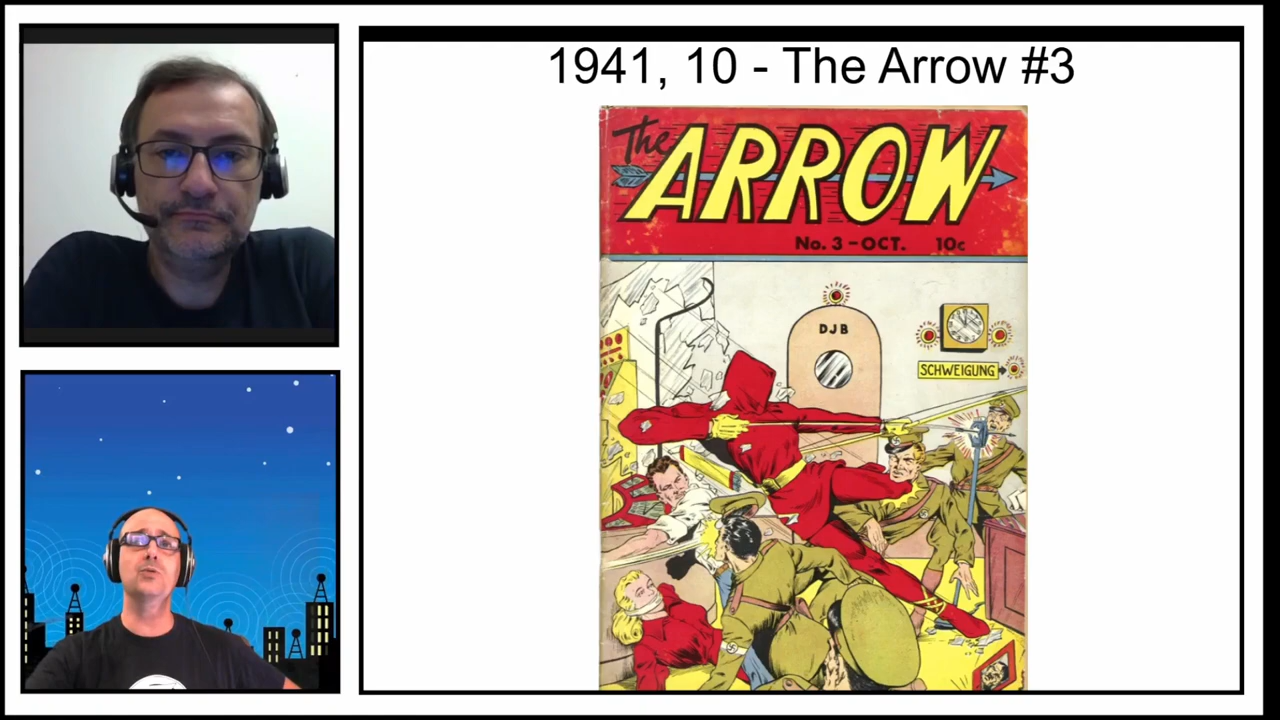 1941, 10 - The Arrow #3
The
ARROW
No. 3 - OCT. 10c
DJB
SCHWEIGUNG